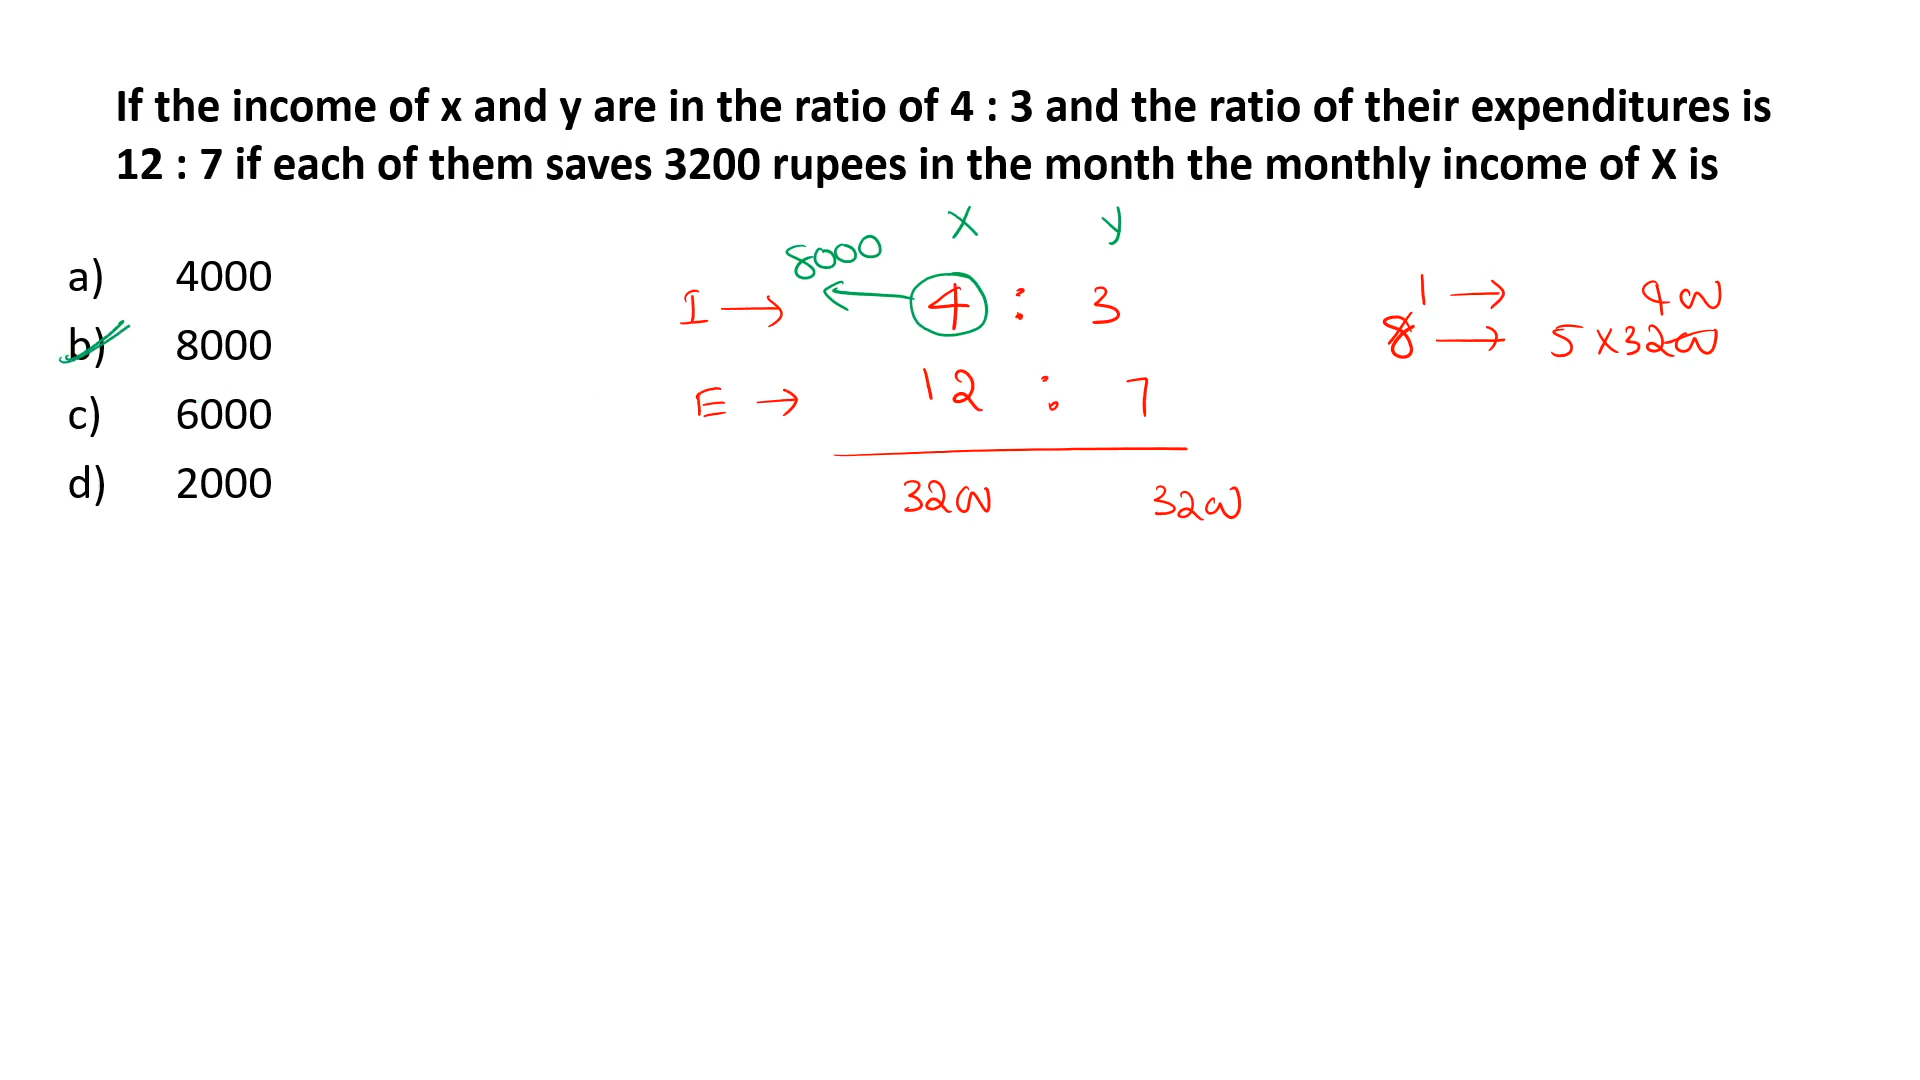 If the income of x and y are in the ratio of 4 : 3 and the ratio of their expenditures is
12 : 7 if each of them saves 3200 rupees in the month the monthly income of X is
a) 4000
b) 8000
c) 6000
d) 2000
x y
8000
I → 4 : 3
E → 12 : 7
3200 3200
1 → 400
8 → 5 x 3200